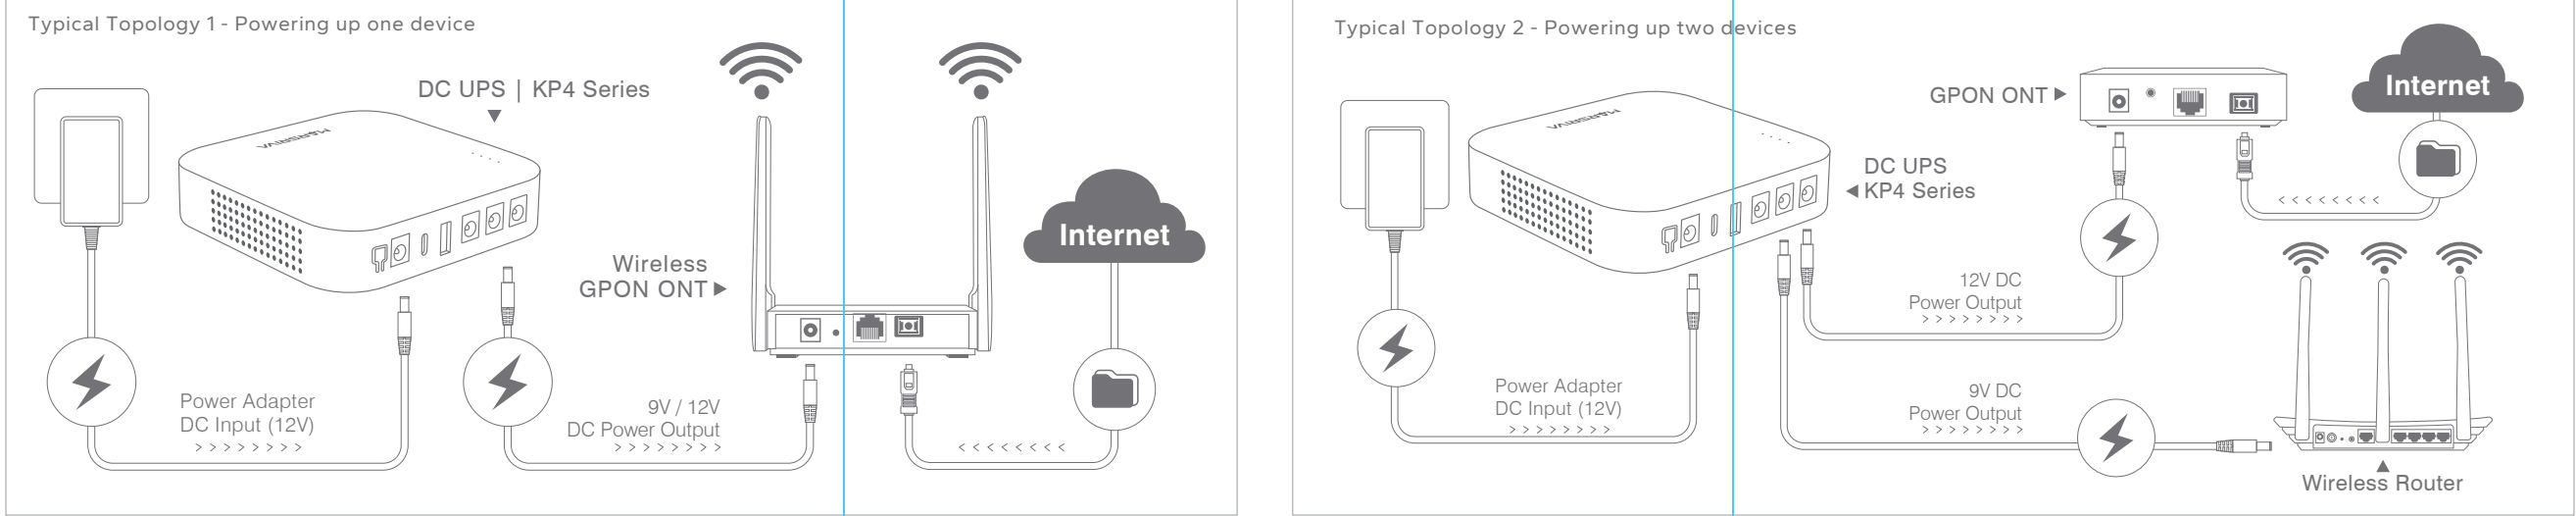 Typical Topology 1 - Powering up one device
DC UPS | KP4 Series
MARSRIVA
Wireless
GPON ONT
Internet
Power Adapter
DC Input (12V)
> > > > > > > >
9V / 12V
DC Power Output
> > > > > > > >
< < < < < < < <
Typical Topology 2 - Powering up two devices
GPON ONT
Internet
MARSRIVA
DC UPS
KP4 Series
< < < < < < < <
12V DC
Power Output
> > > > > > > >
Power Adapter
DC Input (12V)
> > > > > > > >
9V DC
Power Output
> > > > > > > >
Wireless Router